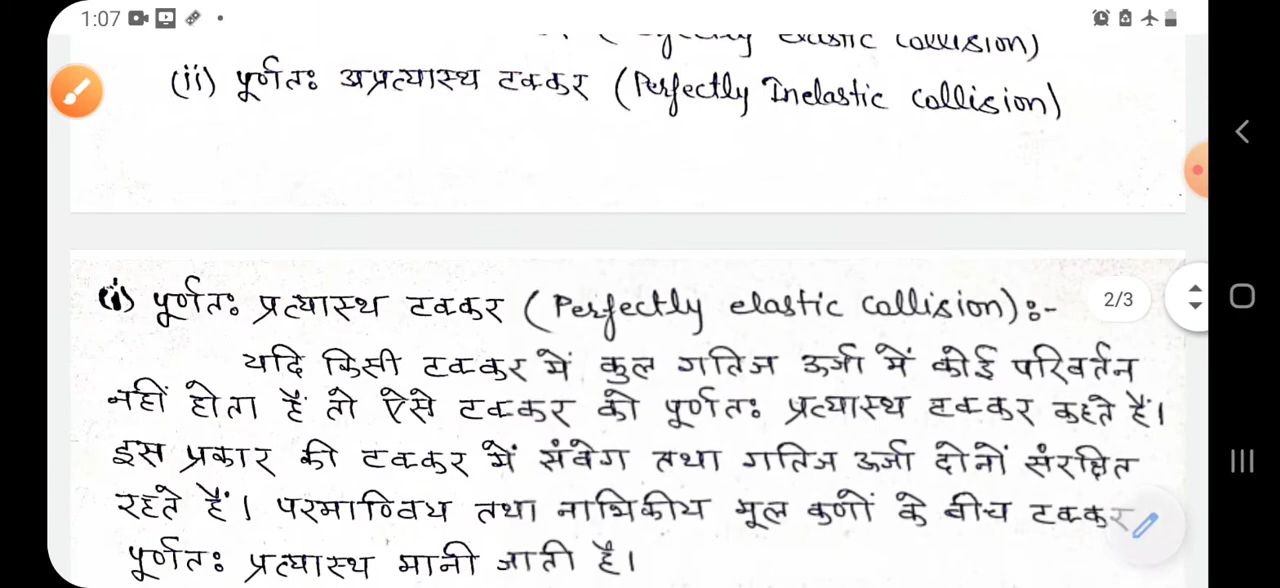 1:07
elastic collision)
(ii) पूर्णतः अप्रत्यास्थ टक्कर (Perfectly Inelastic collision)
(i) पूर्णतः प्रत्यास्थ टक्कर (Perfectly elastic collision):-
2/3
यदि किसी टक्कर में कुल गतिज ऊर्जा में कोई परिवर्तन
नहीं होता हैं तो ऐसे टक्कर को पूर्णतः प्रत्यास्थ टक्कर कहते हैं।
इस प्रकार की टक्कर में संवेग तथा गतिज ऊर्जा दोनों संरक्षित
रहते हैं। परमाण्विय तथा नाभिकीय मूल कणों के बीच टक्कर
पूर्णतः प्रत्यास्थ मानी जाती है।